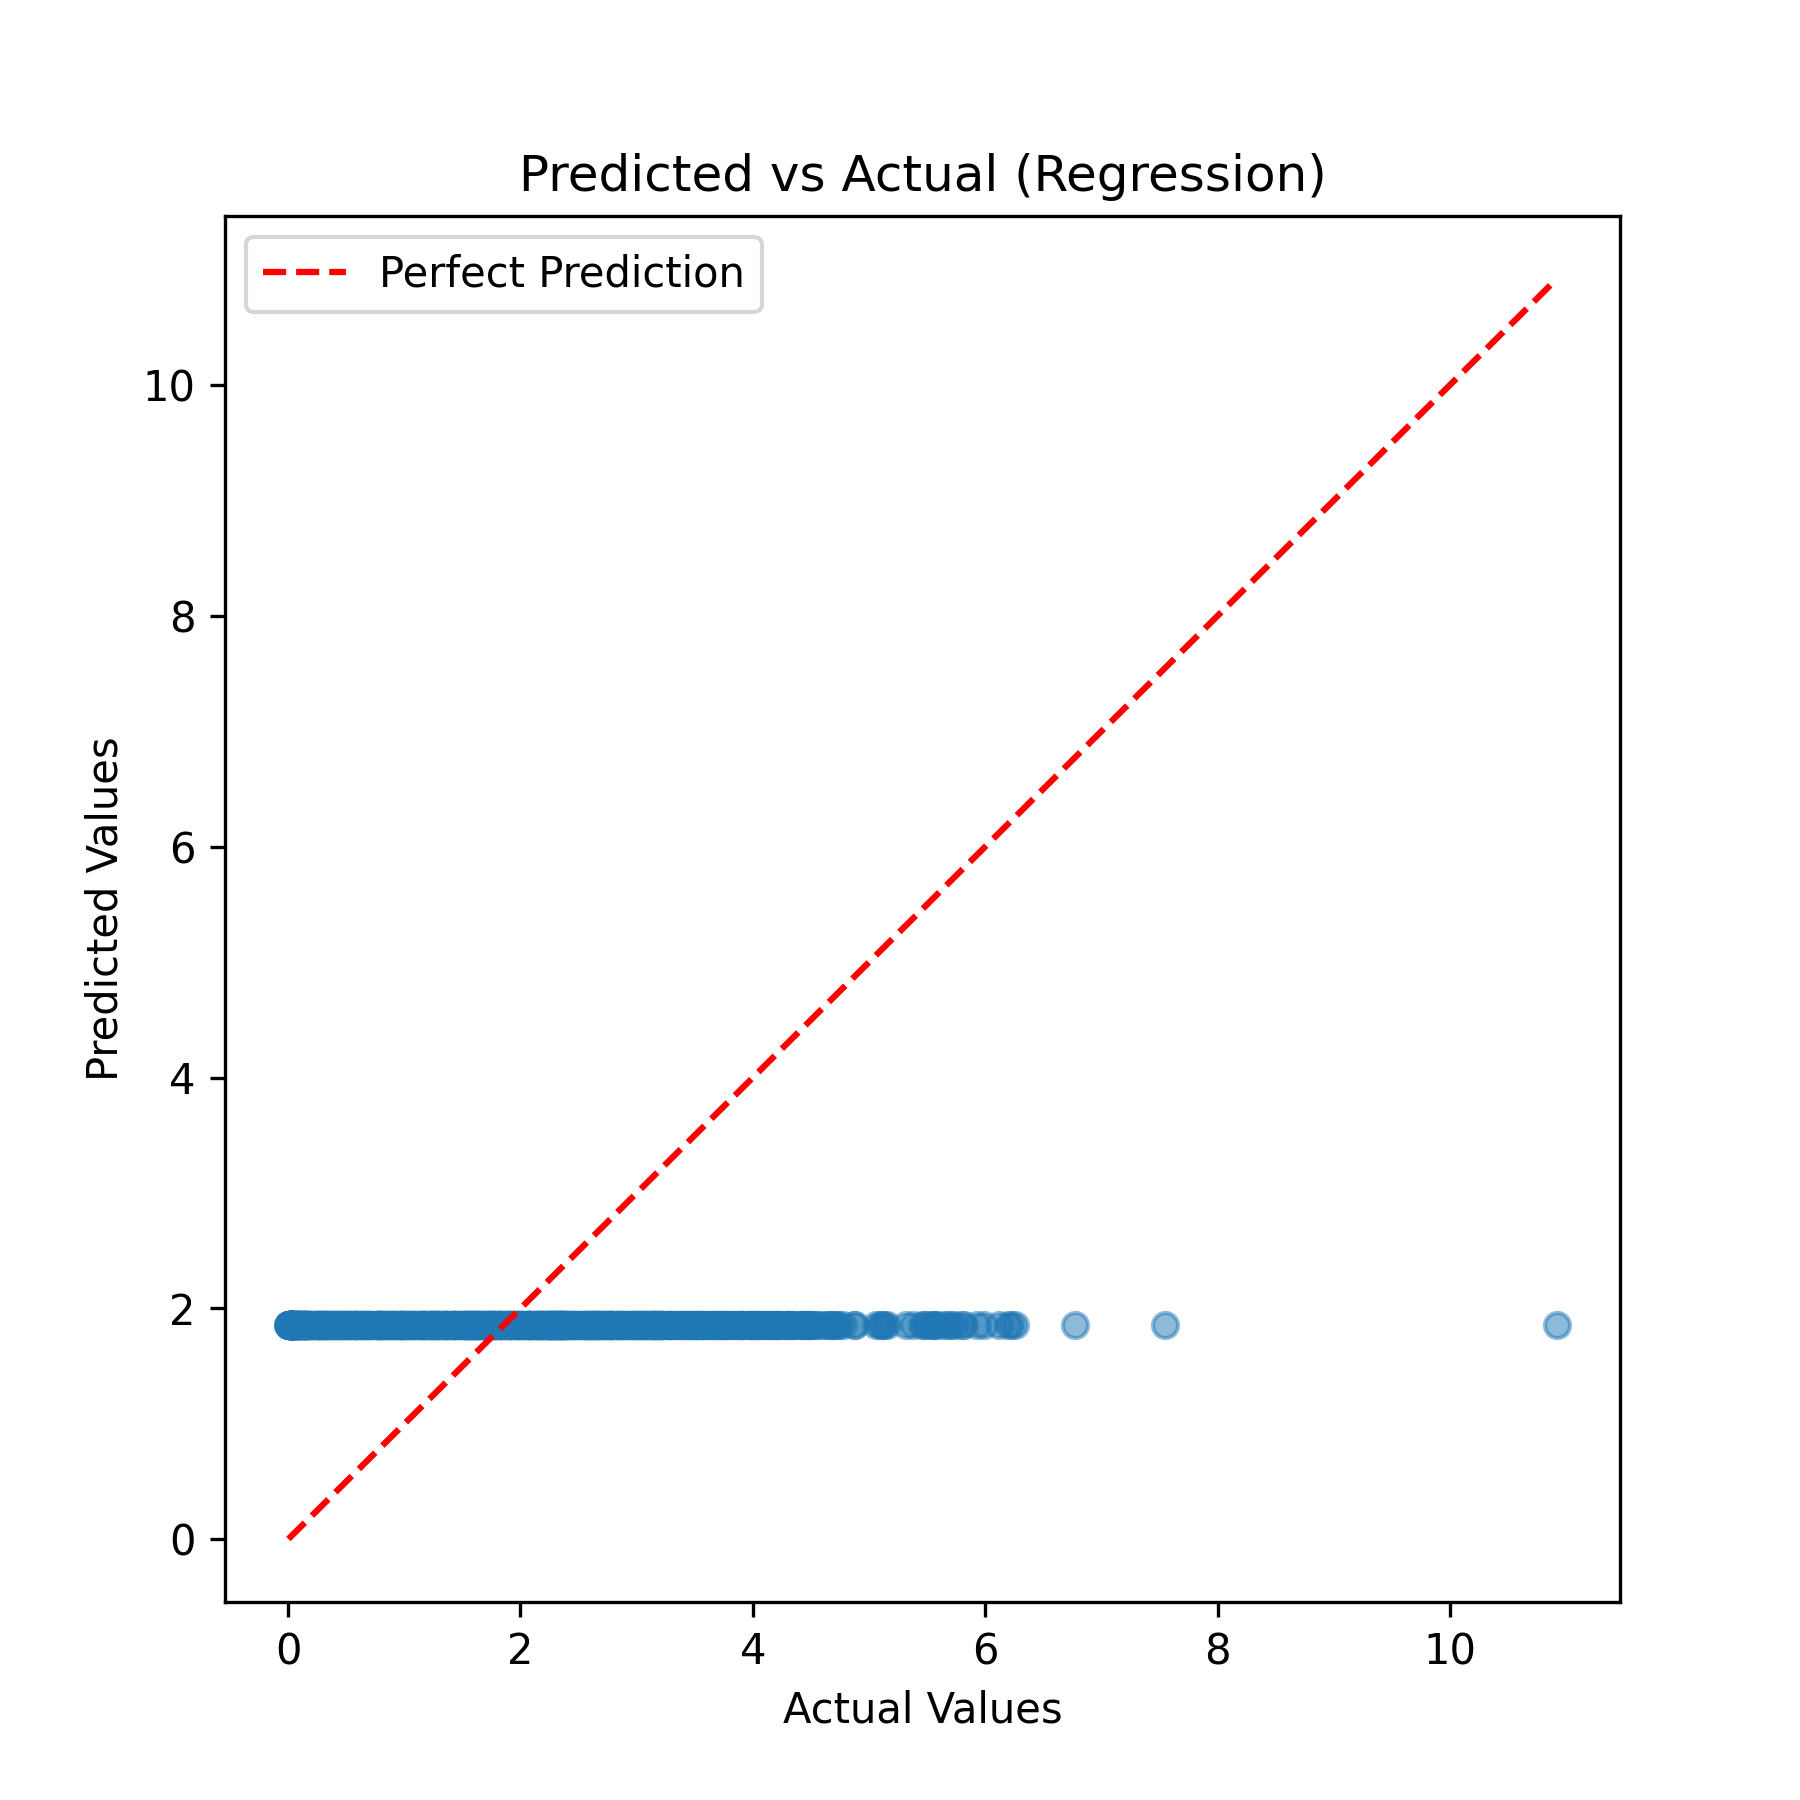 Predicted vs Actual (Regression)
Perfect Prediction
10
8
6
4
2
0
Predicted Values
0 2 4 6 8 10
Actual Values